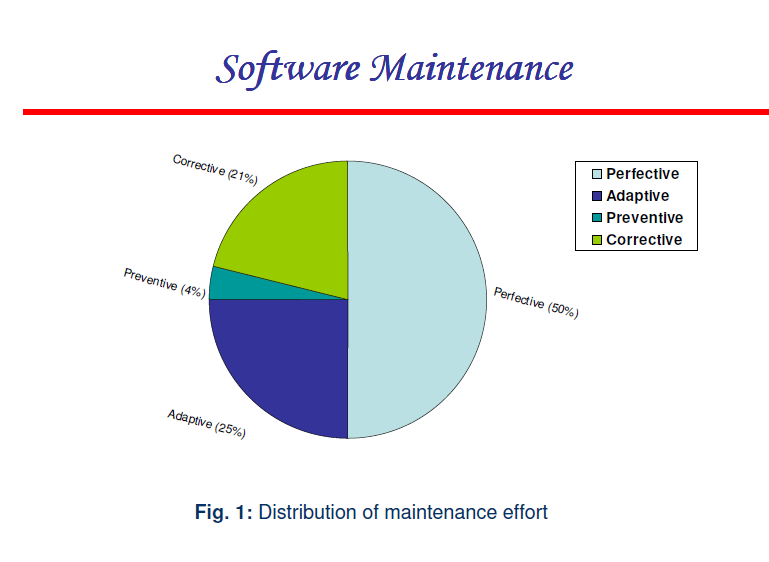 Software Maintenance
Corrective (21%)
Preventive (4%)
Adaptive (25%)
Perfective (50%)
Perfective
Adaptive
Preventive
Corrective
Fig. 1: Distribution of maintenance effort